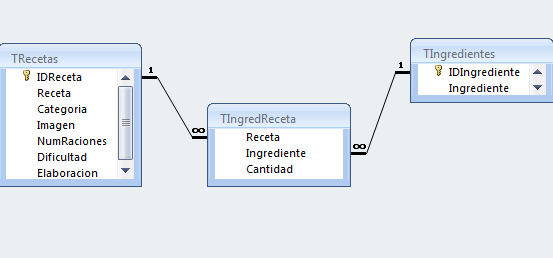 TRecetas
IDReceta
Receta
Categoria
Imagen
NumRaciones
Dificultad
Elaboracion
1
∞
TIngredReceta
Receta
Ingrediente
Cantidad
∞
1
TIngredientes
IDIngrediente
Ingrediente